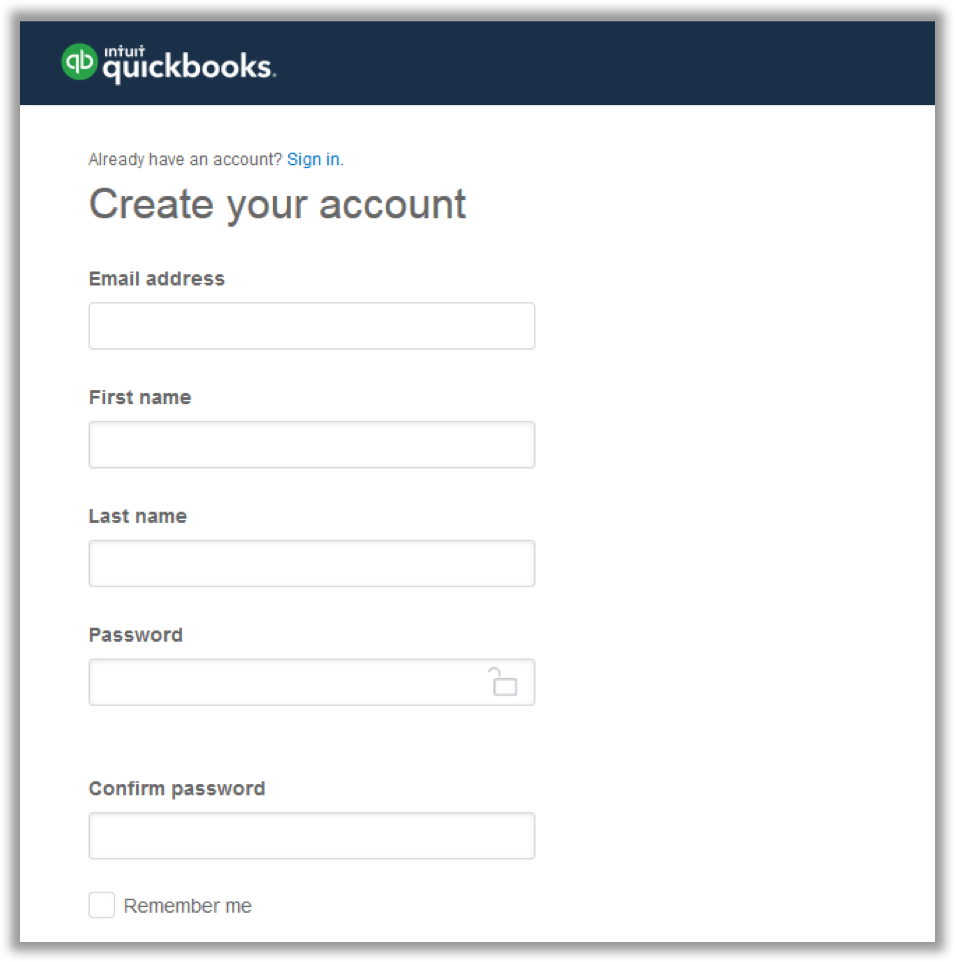 qb intuit
quickbooks.
Already have an account? Sign in.
Create your account
Email address
First name
Last name
Password
Confirm password
Remember me